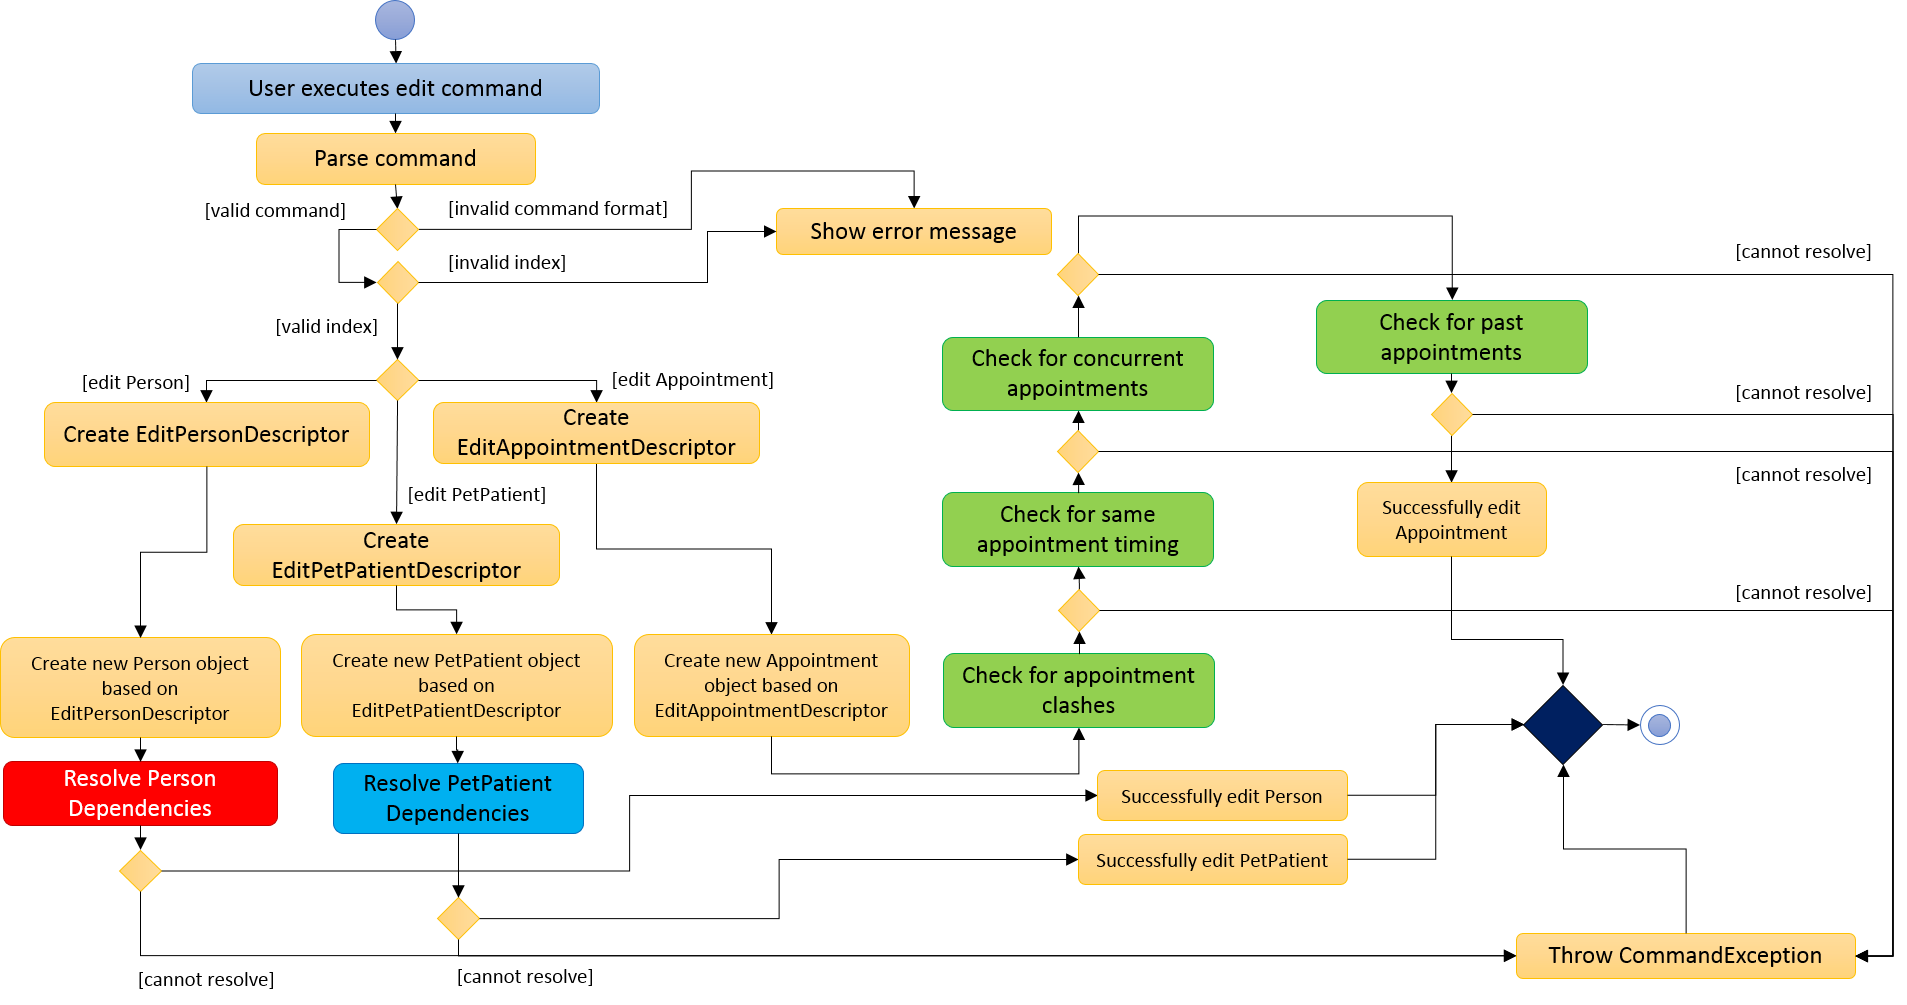 User executes edit command
Parse command
[valid command]
[invalid command format]
Show error message
[invalid index]
[valid index]
[edit Person]
[edit Appointment]
Create EditPersonDescriptor
Create
EditAppointmentDescriptor
[edit PetPatient]
Create
EditPetPatientDescriptor
Create new Person object
based on
EditPersonDescriptor
Create new PetPatient object
based on
EditPetPatientDescriptor
Create new Appointment
object based on
EditAppointmentDescriptor
Resolve Person
Dependencies
Resolve PetPatient
Dependencies
[cannot resolve]
[cannot resolve]
[cannot resolve]
Check for past
appointments
Check for concurrent
appointments
[cannot resolve]
[cannot resolve]
Check for same
appointment timing
Successfully edit
Appointment
[cannot resolve]
Check for appointment
clashes
Successfully edit Person
Successfully edit PetPatient
Throw CommandException